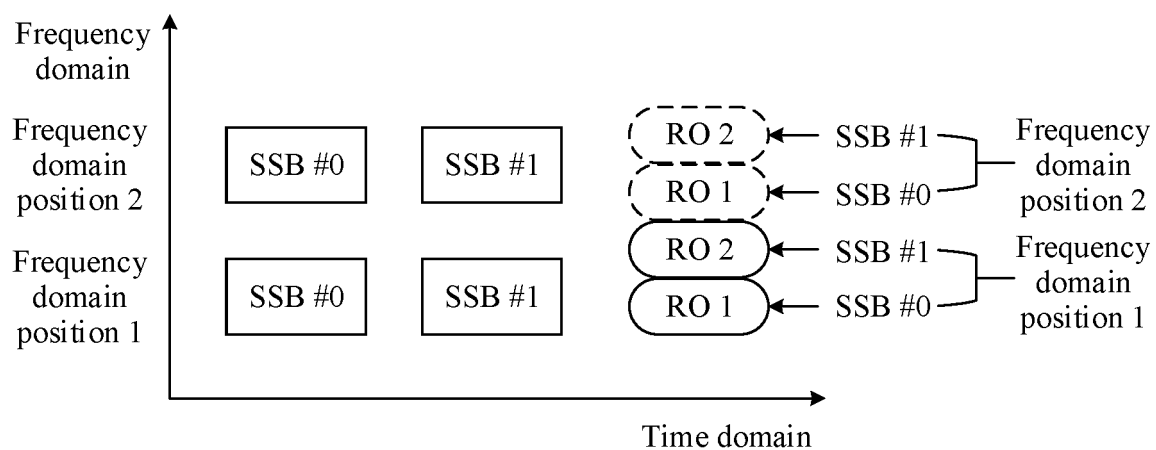 Frequency
domain
Frequency
domain
position 2
SSB #0
SSB #1
RO 2
SSB #1
RO 1
SSB #0
Frequency
domain
position 2
Frequency
domain
position 1
SSB #0
SSB #1
RO 2
SSB #1
RO 1
SSB #0
Frequency
domain
position 1
Time domain